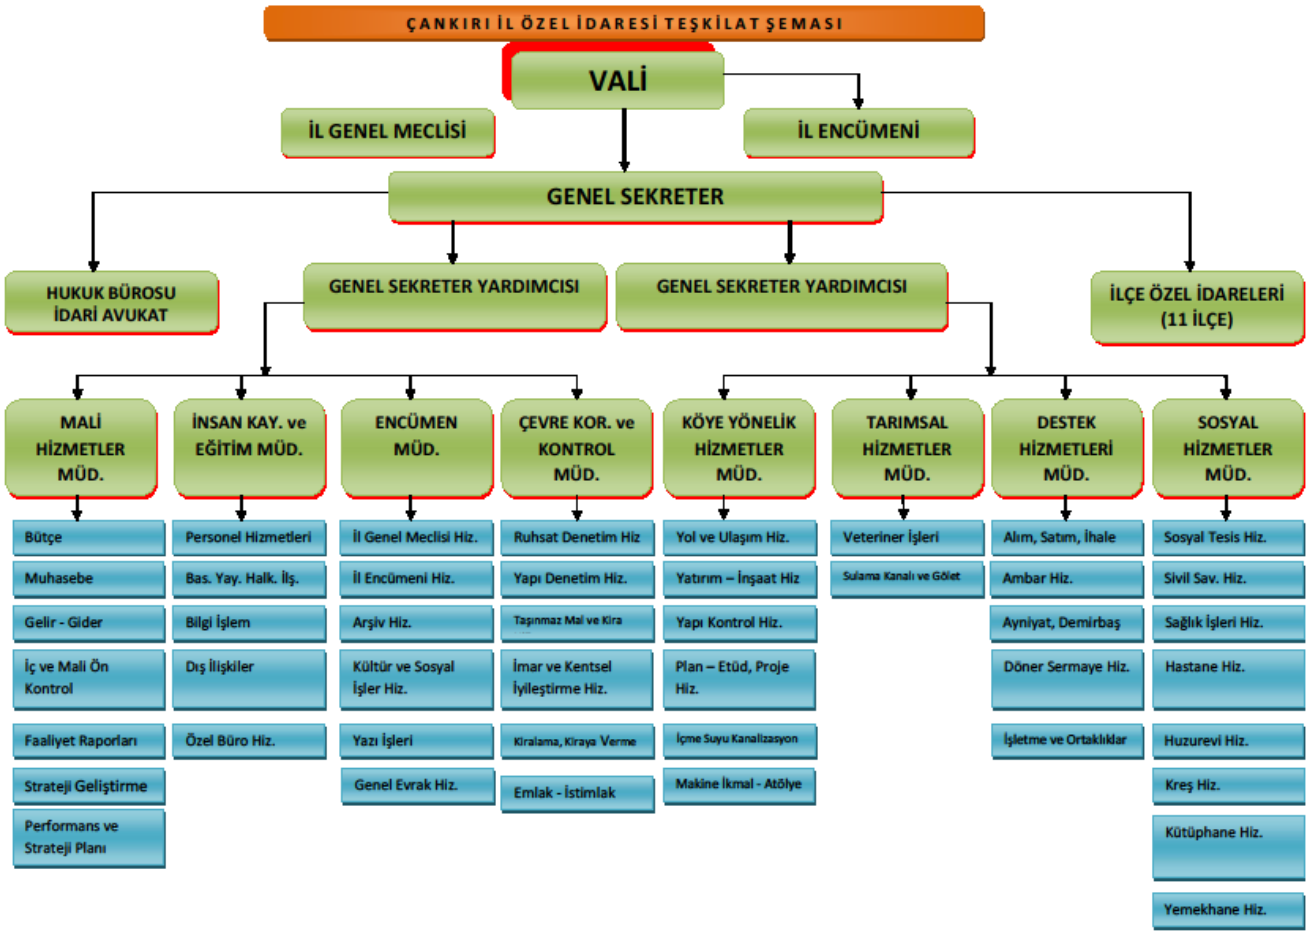 ÇANKIRI İL ÖZEL İDARESİ TEŞKİLAT ŞEMASI
VALİ
İL GENEL MECLİSİ
İL ENCÜMENİ
GENEL SEKRETER
HUKUK BÜROSU
İDARİ AVUKAT
GENEL SEKRETER YARDIMCISI
GENEL SEKRETER YARDIMCISI
İLÇE ÖZEL İDARELERİ
(11 İLÇE)
MALİ
HİZMETLER
MÜD.
İNSAN KAY. ve
EĞİTİM MÜD.
ENCÜMEN
MÜD.
ÇEVRE KOR. ve
KONTROL
MÜD.
KÖYE YÖNELİK
HİZMETLER
MÜD.
TARIMSAL
HİZMETLER
MÜD.
DESTEK
HİZMETLERİ
MÜD.
SOSYAL
HİZMETLER
MÜD.
Bütçe
Muhasebe
Gelir - Gider
İç ve Mali Ön
Kontrol
Faaliyet Raporları
Strateji Geliştirme
Performans ve
Strateji Planı
Personel Hizmetleri
Bas. Yay. Halk. İlş.
Bilgi İşlem
Dış İlişkiler
Özel Büro Hiz.
İl Genel Meclisi Hiz.
İl Encümeni Hiz.
Arşiv Hiz.
Kültür ve Sosyal
İşler Hiz.
Yazı İşleri
Genel Evrak Hiz.
Ruhsat Denetim Hiz
Yapı Denetim Hiz.
Taşınmaz Mal ve Kira
İmar ve Kentsel
İyileştirme Hiz.
Kiralama, Kiraya Verme
Emlak - İstimlak
Yol ve Ulaşım Hiz.
Yatırım – İnşaat Hiz
Yapı Kontrol Hiz.
Plan – Etüd, Proje
Hiz.
İçme Suyu Kanalizasyon
Makine İkmal - Atölye
Veteriner İşleri
Sulama Kanalı ve Gölet
Alım, Satım, İhale
Ambar Hiz.
Ayniyat, Demirbaş
Döner Sermaye Hiz.
İşletme ve Ortaklıklar
Sosyal Tesis Hiz.
Sivil Sav. Hiz.
Sağlık İşleri Hiz.
Hastane Hiz.
Huzurevi Hiz.
Kreş Hiz.
Kütüphane Hiz.
Yemekhane Hiz.